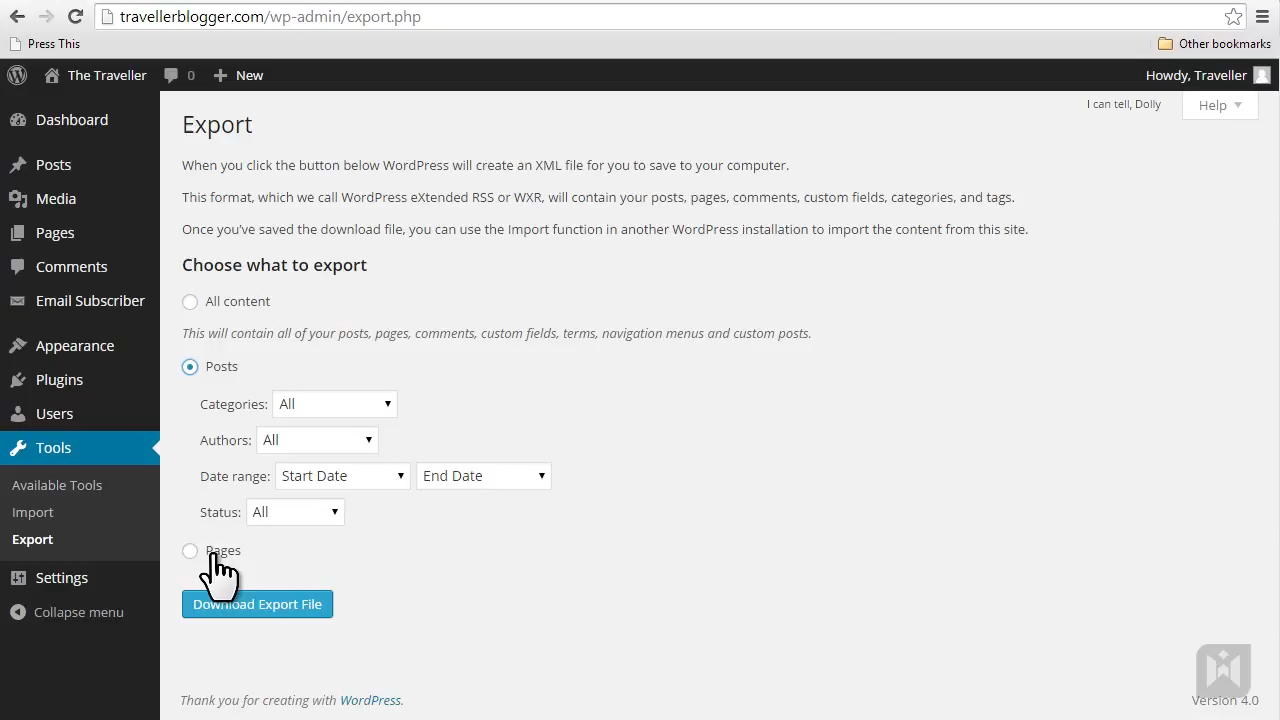 travellerblogger.com/wp-admin/export.php
Press This
Other bookmarks
The Traveller
0
New
Howdy, Traveller
I can tell, Dolly
Help
Dashboard
Posts
Media
Pages
Comments
Email Subscriber
Appearance
Plugins
Users
Tools
Available Tools
Import
Export
Settings
Collapse menu
Export
When you click the button below WordPress will create an XML file for you to save to your computer.
This format, which we call WordPress eXtended RSS or WXR, will contain your posts, pages, comments, custom fields, categories, and tags.
Once you've saved the download file, you can use the Import function in another WordPress installation to import the content from this site.
Choose what to export
All content
This will contain all of your posts, pages, comments, custom fields, terms, navigation menus and custom posts.
Posts
Categories: All
Authors: All
Date range: Start Date End Date
Status: All
Pages
Download Export File
Thank you for creating with WordPress.
Version 4.0